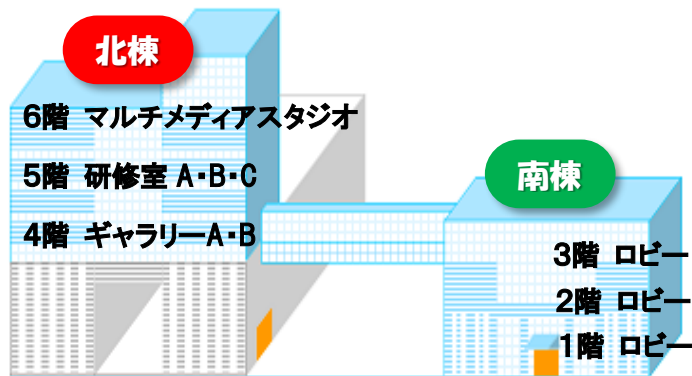 北棟
6階 マルチメディアスタジオ
5階 研修室 A・B・C
4階 ギャラリーA・B
南棟
3階 ロビー
2階 ロビー
1階 ロビー